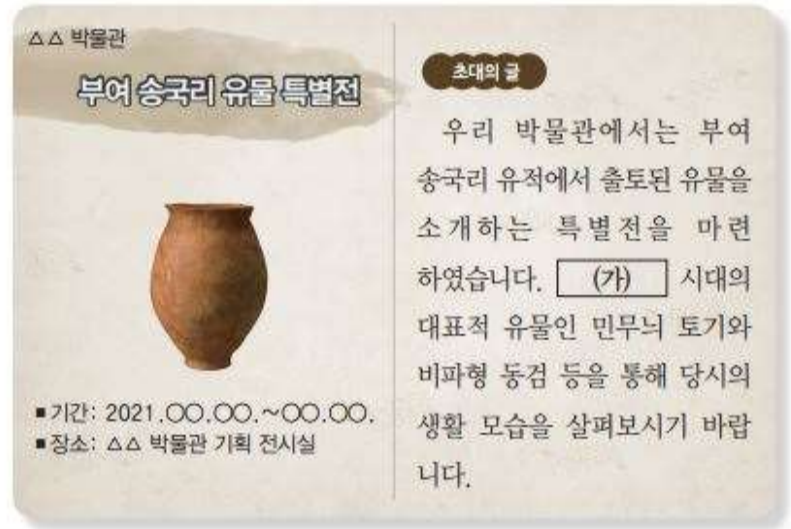 △△ 박물관
부여 송국리 유물 특별전
■기간: 2021.○○.○○.~○○.○○.
■장소: △△ 박물관 기획 전시실
초대의 글
우리 박물관에서는 부여
송국리 유적에서 출토된 유물을
소개하는 특별전을 마련
하였습니다. (가) 시대의
대표적 유물인 민무늬 토기와
비파형 동검 등을 통해 당시의
생활 모습을 살펴보시기 바랍
니다.